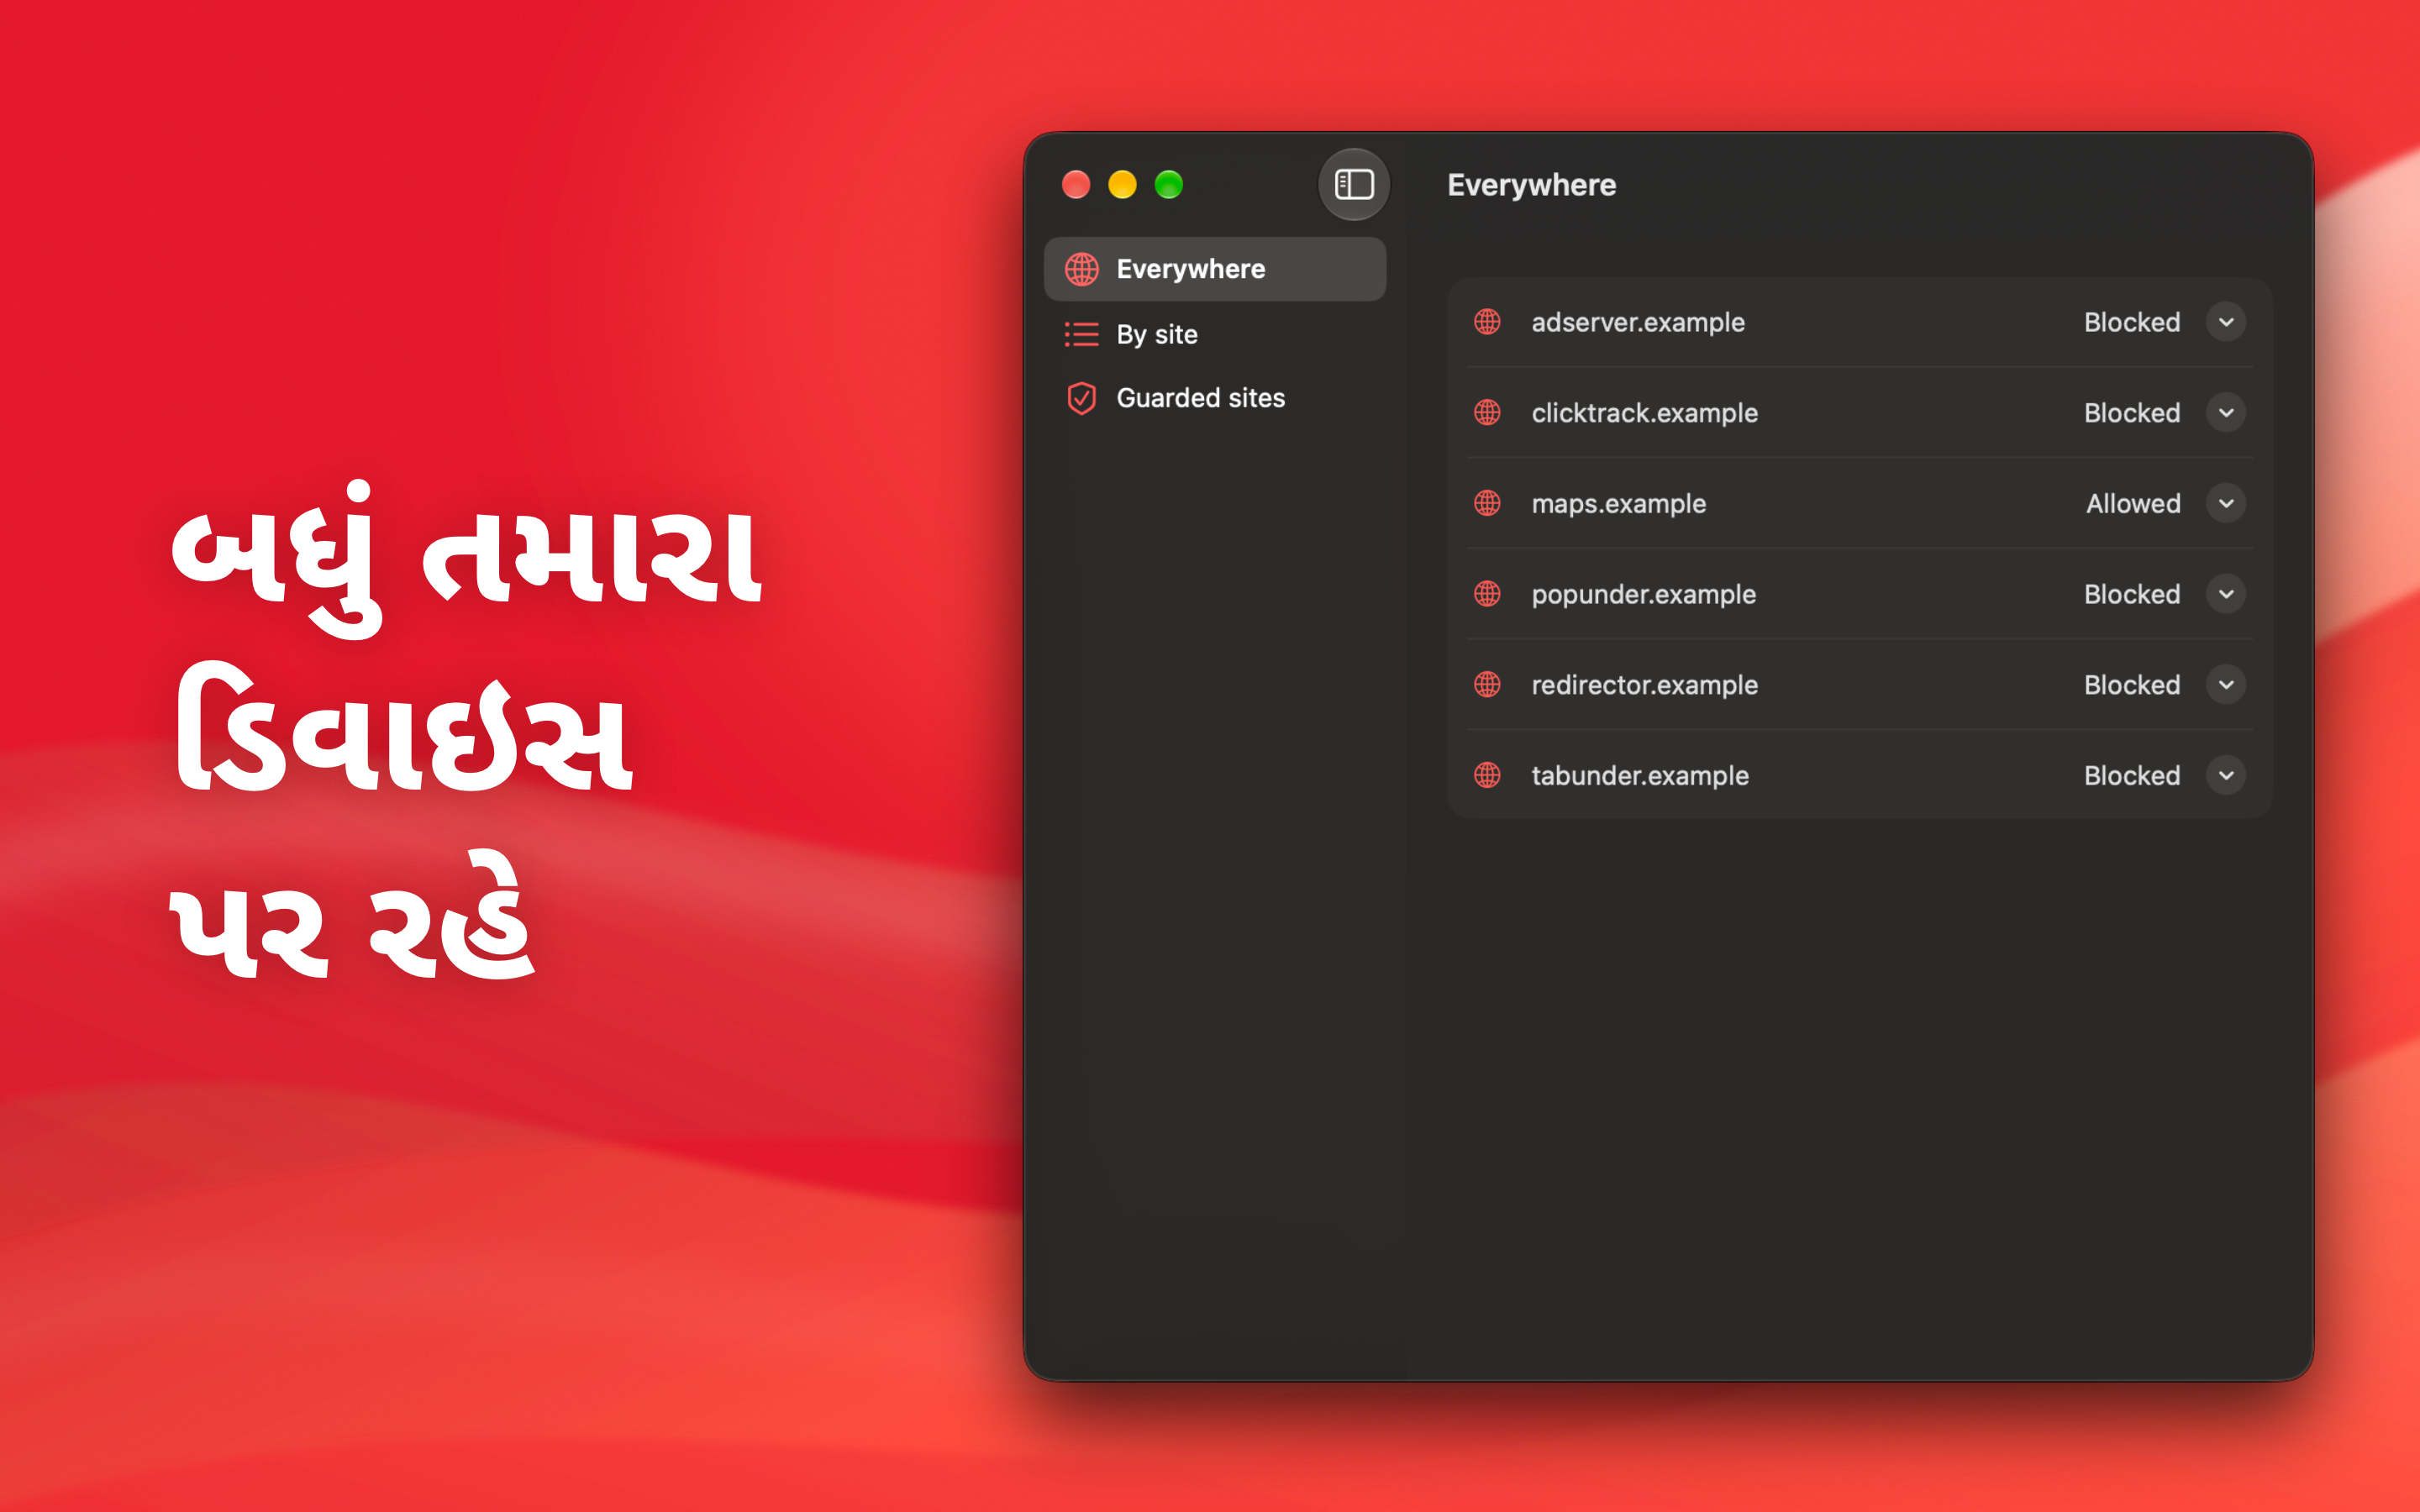 બધું તમારા
ડિવાઇસ
પર રહે
Everywhere
Everywhere
By site
Guarded sites
adserver.example Blocked
clicktrack.example Blocked
maps.example Allowed
popunder.example Blocked
redirector.example Blocked
tabunder.example Blocked